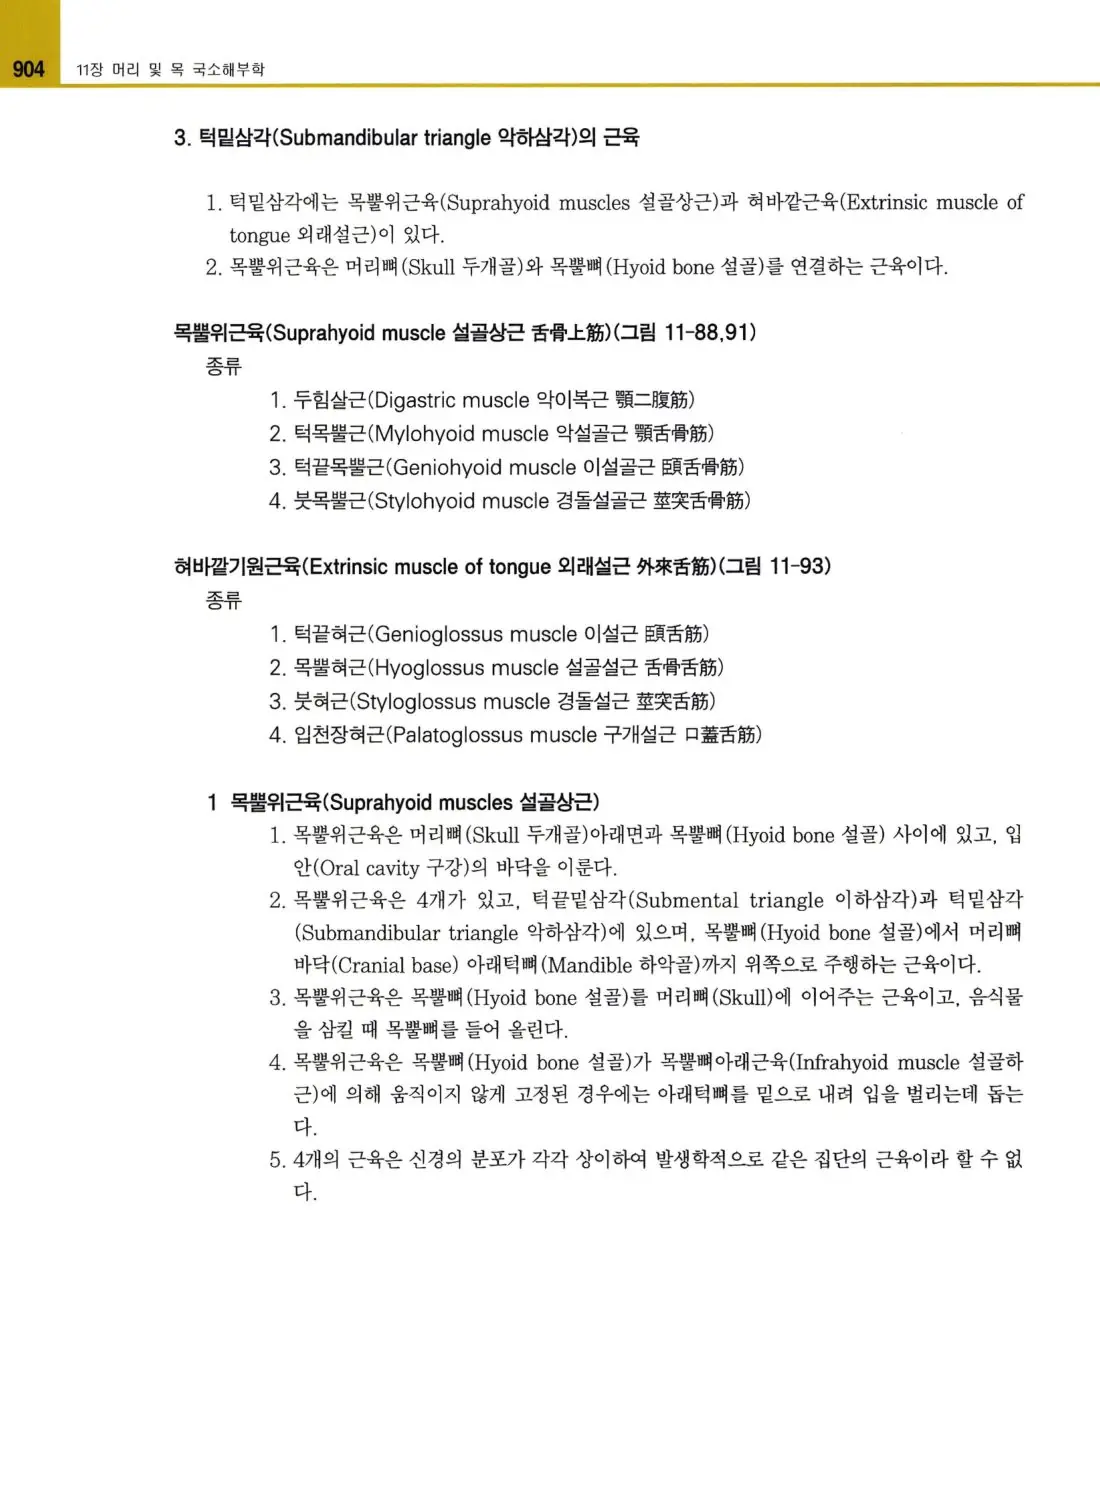 904
11장 머리 및 목 국소해부학
3. 턱밑삼각(Submandibular triangle 악하삼각)의 근육
1. 턱밑삼각에는 목뿔위근육(Suprahyoid muscles 설골상근)과 혀바깥근육(Extrinsic muscle of
tongue 외래설근)이 있다.
2. 목뿔위근육은 머리뼈(Skull 두개골)와 목뿔뼈(Hyoid bone 설골)를 연결하는 근육이다.
목뿔위근육(Suprahyoid muscle 설골상근 舌骨上筋)(그림 11-88,91)
종류
1. 두힘살근(Digastric muscle 악이복근 顎二腹筋)
2. 턱목뿔근(Mylohyoid muscle 악설골근 顎舌骨筋)
3. 턱끝목뿔근(Geniohyoid muscle 이설골근 頤舌骨筋)
4. 붓목뿔근(Stylohyoid muscle 경돌설골근 莖突舌骨筋)
혀바깥기원근육(Extrinsic muscle of tongue 외래설근 外來舌筋)(그림 11-93)
종류
1. 턱끝혀근(Genioglossus muscle 이설근 頤舌筋)
2. 목뿔혀근(Hyoglossus muscle 설골설근 舌骨舌筋)
3. 붓혀근(Styloglossus muscle 경돌설근 莖突舌筋)
4. 입천장혀근(Palatoglossus muscle 구개설근 口蓋舌筋)
1 목뿔위근육(Suprahyoid muscles 설골상근)
1. 목뿔위근육은 머리뼈(Skull 두개골)아래면과 목뿔뼈(Hyoid bone 설골) 사이에 있고, 입
안(Oral cavity 구강)의 바닥을 이룬다.
2. 목뿔위근육은 4개가 있고, 턱끝밑삼각(Submental triangle 이하삼각)과 턱밑삼각
(Submandibular triangle 악하삼각)에 있으며, 목뿔뼈(Hyoid bone 설골)에서 머리뼈
바닥(Cranial base) 아래턱뼈(Mandible 하악골)까지 위쪽으로 주행하는 근육이다.
3. 목뿔위근육은 목뿔뼈(Hyoid bone 설골)를 머리뼈(Skull)에 이어주는 근육이고, 음식물
을 삼킬 때 목뿔뼈를 들어 올린다.
4. 목뿔위근육은 목뿔뼈(Hyoid bone 설골)가 목뿔뼈아래근육(Infrahyoid muscle 설골하
근)에 의해 움직이지 않게 고정된 경우에는 아래턱뼈를 밑으로 내려 입을 벌리는데 돕는
다.
5. 4개의 근육은 신경의 분포가 각각 상이하여 발생학적으로 같은 집단의 근육이라 할 수 없
다.